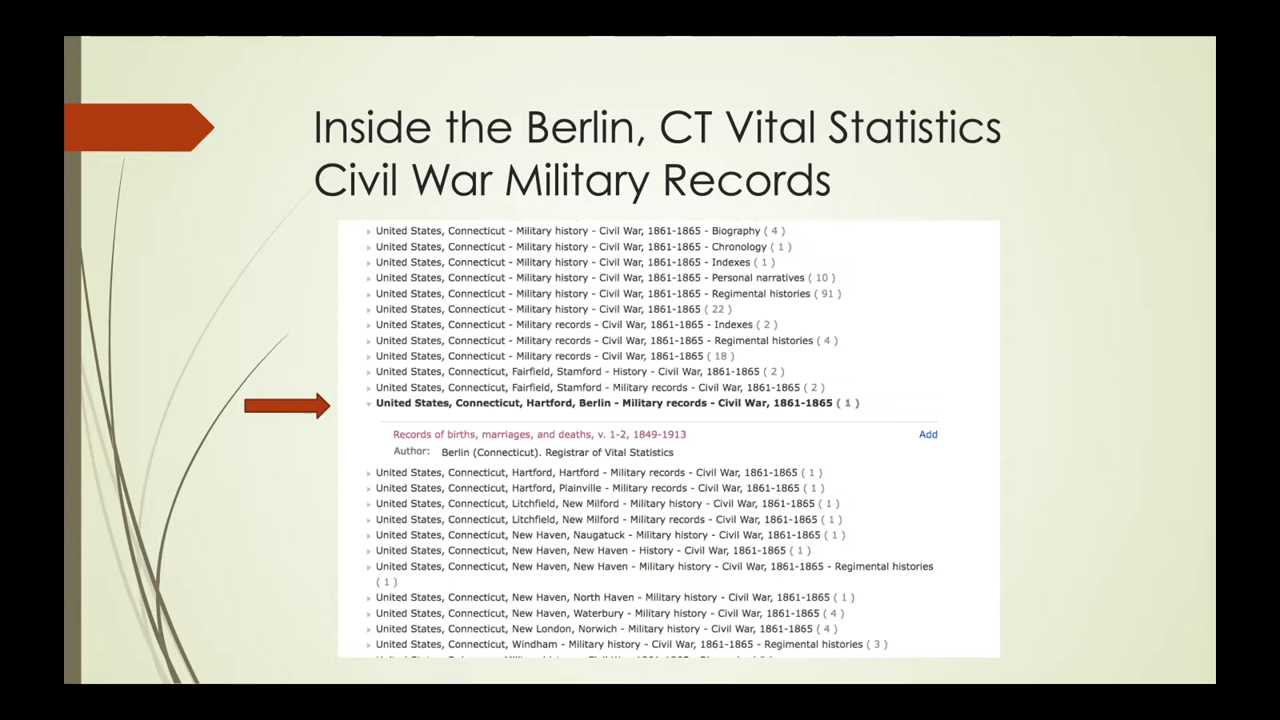 Inside the Berlin, CT Vital Statistics
Civil War Military Records
United States, Connecticut - Military history - Civil War, 1861-1865 - Biography ( 4 )
United States, Connecticut - Military history - Civil War, 1861-1865 - Chronology ( 1 )
United States, Connecticut - Military history - Civil War, 1861-1865 - Indexes ( 1 )
United States, Connecticut - Military history - Civil War, 1861-1865 - Personal narratives ( 10 )
United States, Connecticut - Military history - Civil War, 1861-1865 - Regimental histories ( 91 )
United States, Connecticut - Military history - Civil War, 1861-1865 ( 22 )
United States, Connecticut - Military records - Civil War, 1861-1865 - Indexes ( 2 )
United States, Connecticut - Military records - Civil War, 1861-1865 - Regimental histories ( 4 )
United States, Connecticut - Military records - Civil War, 1861-1865 ( 18 )
United States, Connecticut, Fairfield, Stamford - History - Civil War, 1861-1865 ( 2 )
United States, Connecticut, Fairfield, Stamford - Military records - Civil War, 1861-1865 ( 2 )
United States, Connecticut, Hartford, Berlin - Military records - Civil War, 1861-1865 ( 1 )
Records of births, marriages, and deaths, v. 1-2, 1849-1913 Add
Author: Berlin (Connecticut). Registrar of Vital Statistics
United States, Connecticut, Hartford, Hartford - Military records - Civil War, 1861-1865 ( 1 )
United States, Connecticut, Hartford, Plainville - Military records - Civil War, 1861-1865 ( 1 )
United States, Connecticut, Litchfield, New Milford - Military history - Civil War, 1861-1865 ( 1 )
United States, Connecticut, Litchfield, New Milford - Military records - Civil War, 1861-1865 ( 1 )
United States, Connecticut, New Haven, Naugatuck - Military history - Civil War, 1861-1865 ( 1 )
United States, Connecticut, New Haven, New Haven - History - Civil War, 1861-1865 ( 1 )
United States, Connecticut, New Haven, New Haven - Military history - Civil War, 1861-1865 - Regimental histories
( 1 )
United States, Connecticut, New Haven, North Haven - Military history - Civil War, 1861-1865 ( 1 )
United States, Connecticut, New Haven, Waterbury - Military history - Civil War, 1861-1865 ( 4 )
United States, Connecticut, New London, Norwich - Military history - Civil War, 1861-1865 ( 4 )
United States, Connecticut, Windham - Military history - Civil War, 1861-1865 - Regimental histories ( 3 )